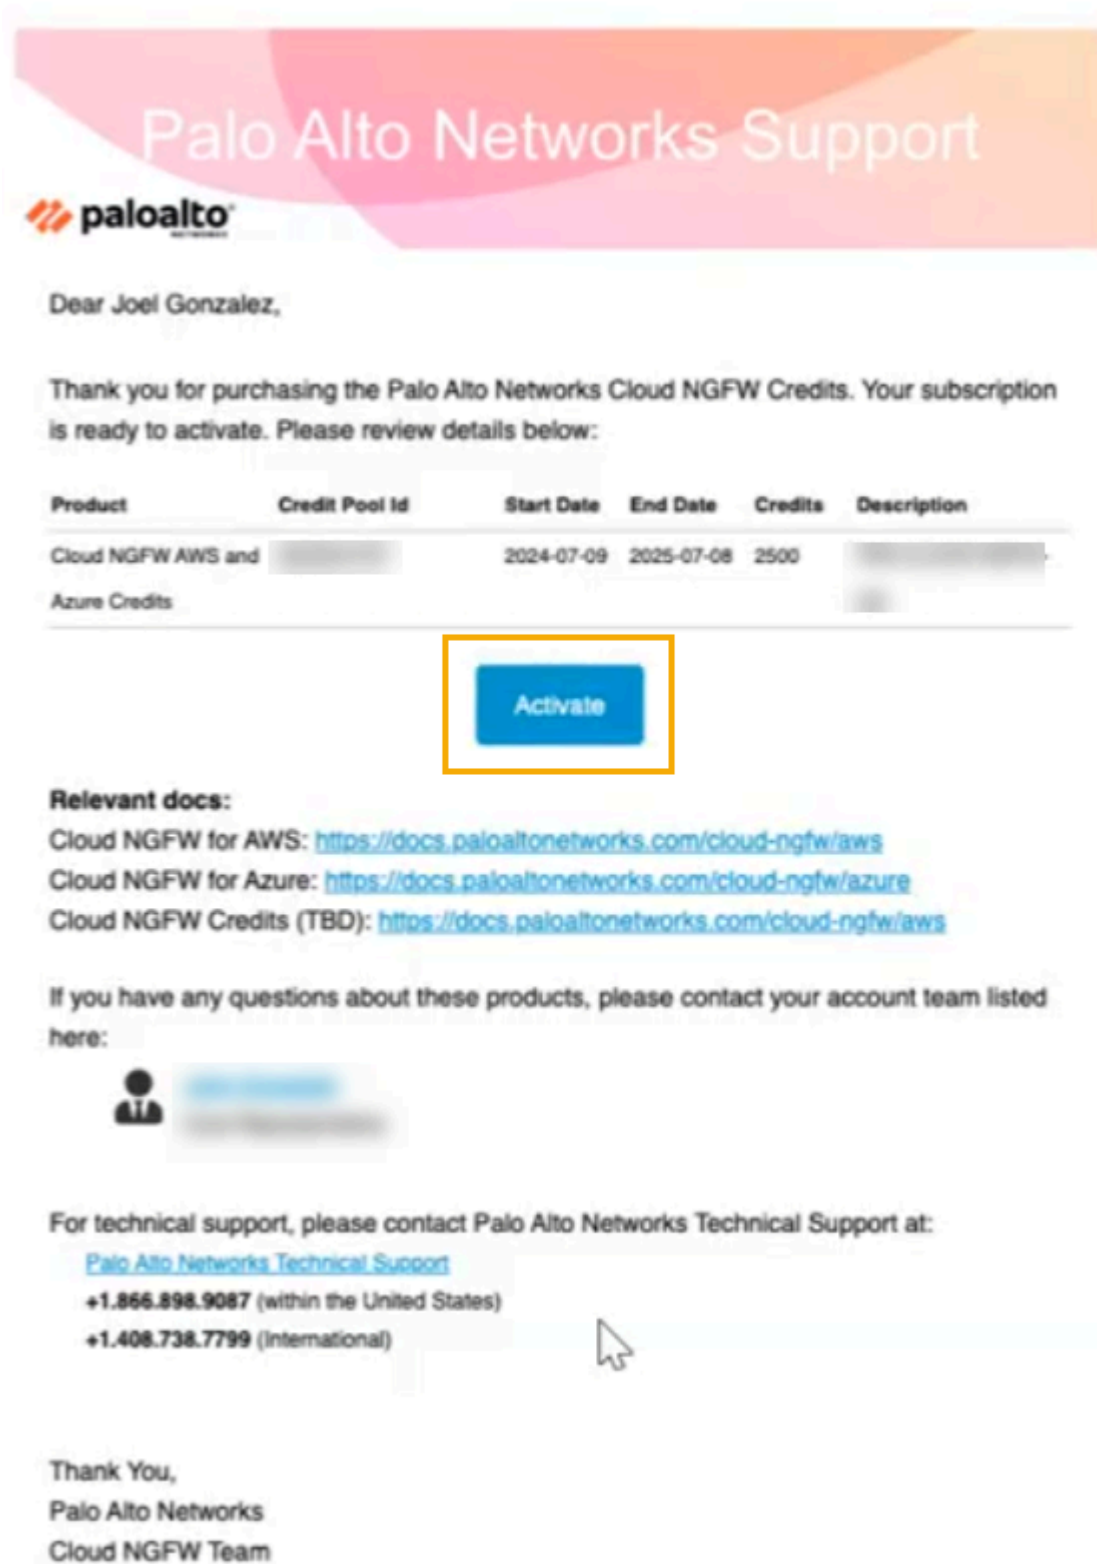 Palo Alto Networks Support
paloalto
NETWORKS
Dear Joel Gonzalez,
Thank you for purchasing the Palo Alto Networks Cloud NGFW Credits. Your subscription
is ready to activate. Please review details below:
Product Credit Pool Id Start Date End Date Credits Description
Cloud NGFW AWS and 2024-07-09 2025-07-08 2500
Azure Credits
Activate
Relevant docs:
Cloud NGFW for AWS: https://docs.paloaltonetworks.com/cloud-ngfw/aws
Cloud NGFW for Azure: https://docs.paloaltonetworks.com/cloud-ngfw/azure
Cloud NGFW Credits (TBD): https://docs.paloaltonetworks.com/cloud-ngfw/aws
If you have any questions about these products, please contact your account team listed
here:
For technical support, please contact Palo Alto Networks Technical Support at:
Palo Alto Networks Technical Support
+1.866.898.9087 (within the United States)
+1.408.738.7799 (International)
Thank You,
Palo Alto Networks
Cloud NGFW Team